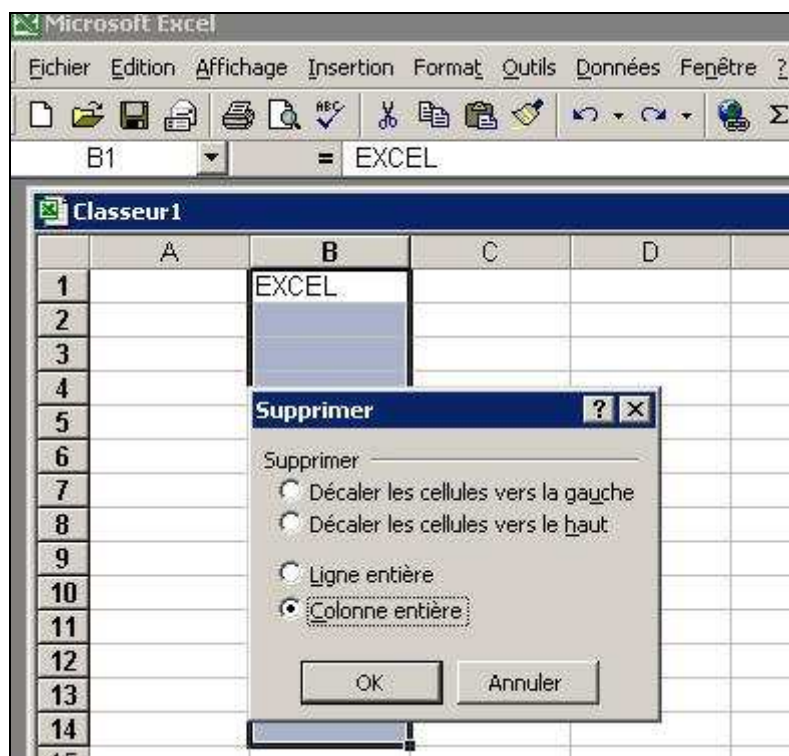 Microsoft Excel
Fichier Edition Affichage Insertion Format Outils Données Fenêtre ?
ABC Σ
B1 = EXCEL
Classeur1
A B C D
1 EXCEL
2
3
4
5
6
7
8
9
10
11
12
13
14
15
Supprimer
Supprimer
Décaler les cellules vers la gauche
Décaler les cellules vers le haut
Ligne entière
Colonne entière
OK Annuler